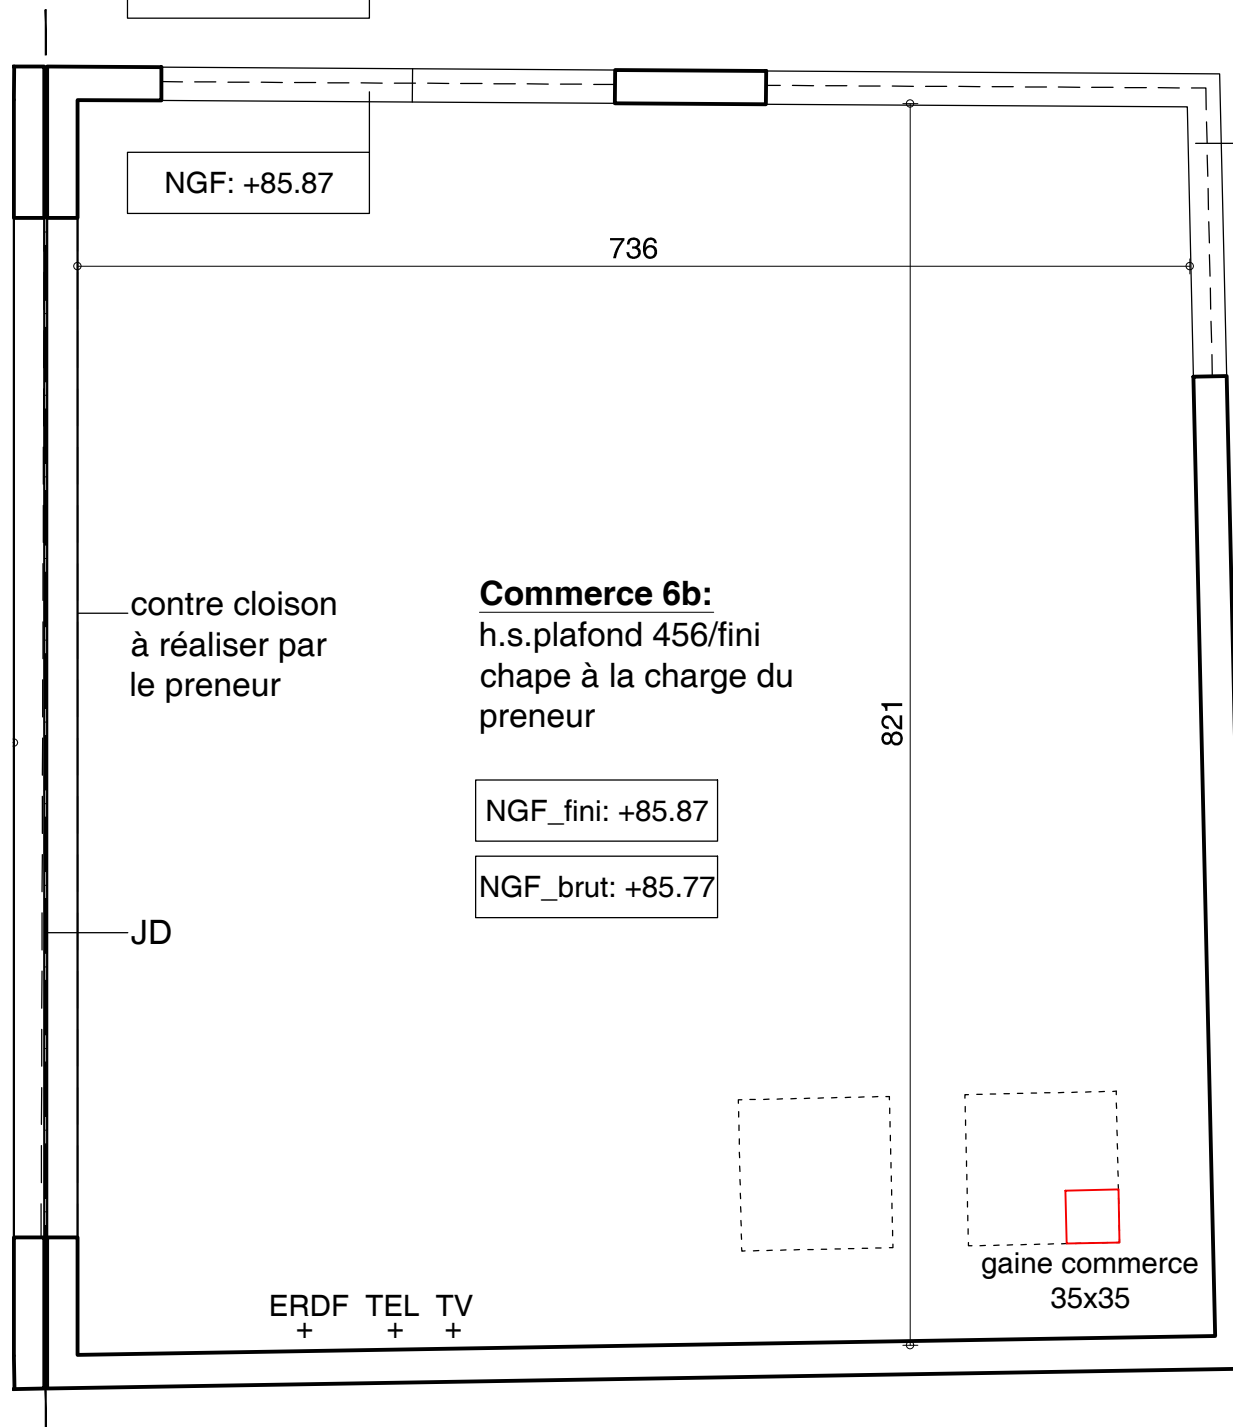 NGF: +85.87
736
contre cloison
à réaliser par
le preneur
Commerce 6b:
h.s.plafond 456/fini
chape à la charge du
preneur
821
NGF_fini: +85.87
NGF_brut: +85.77
JD
gaine commerce
35x35
ERDF TEL TV
+ + +